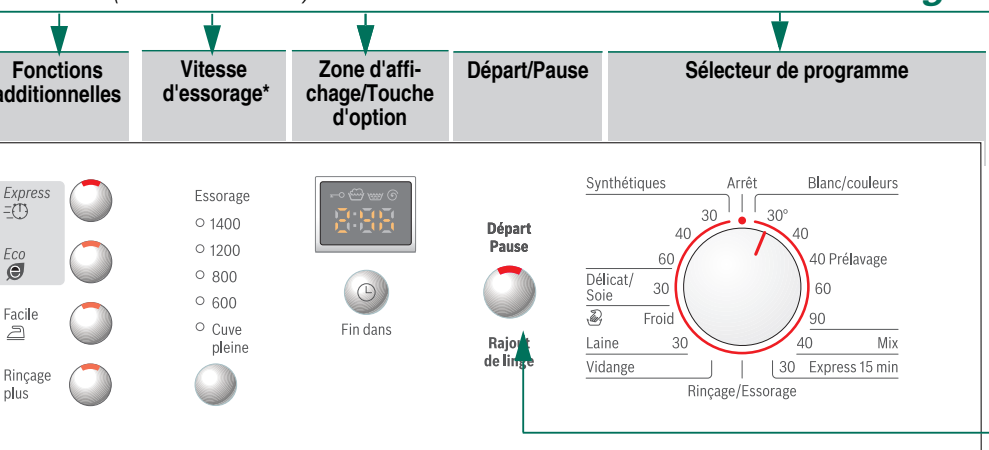 Fonctions
additionnelles
Vitesse
d'essorage*
Zone d'affi-
chage/Touche
d'option
Départ/Pause
Sélecteur de programme
Express
Eco
Facile
Rinçage
plus
Essorage
1400
1200
800
600
Cuve
pleine
2:45
Fin dans
Départ
Pause
Rajout
de linge
Synthétiques
Arrêt
Blanc/couleurs
30
30°
40
40
60
40 Prélavage
Délicat/
Soie
30
60
Froid
90
Laine
30
40
Mix
Vidange
30
Express 15 min
Rinçage/Essorage